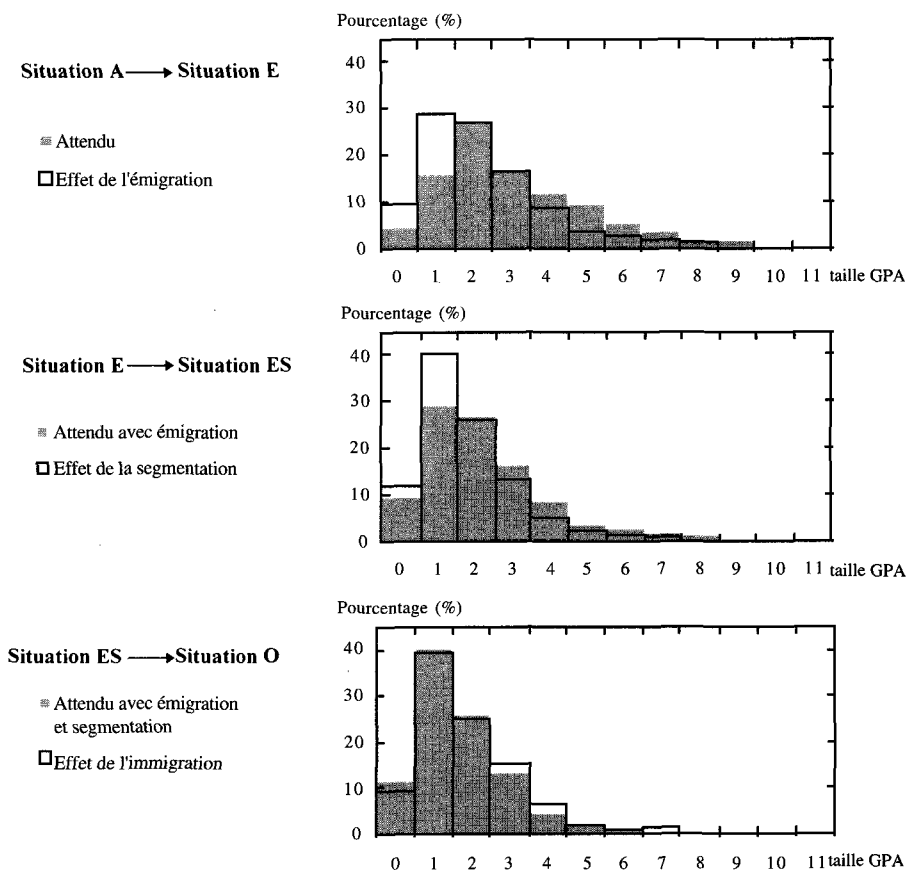 Pourcentage (%)
Situation A → Situation E
Attendu
Effet de l'émigration
40
30
20
10
0
0 1 2 3 4 5 6 7 8 9 10 11 taille GPA
Pourcentage (%)
Situation E → Situation ES
Attendu avec émigration
Effet de la segmentation
40
30
20
10
0
0 1 2 3 4 5 6 7 8 9 10 11 taille GPA
Pourcentage (%)
Situation ES → Situation O
Attendu avec émigration
et segmentation
Effet de l'immigration
40
30
20
10
0
0 1 2 3 4 5 6 7 8 9 10 11 taille GPA